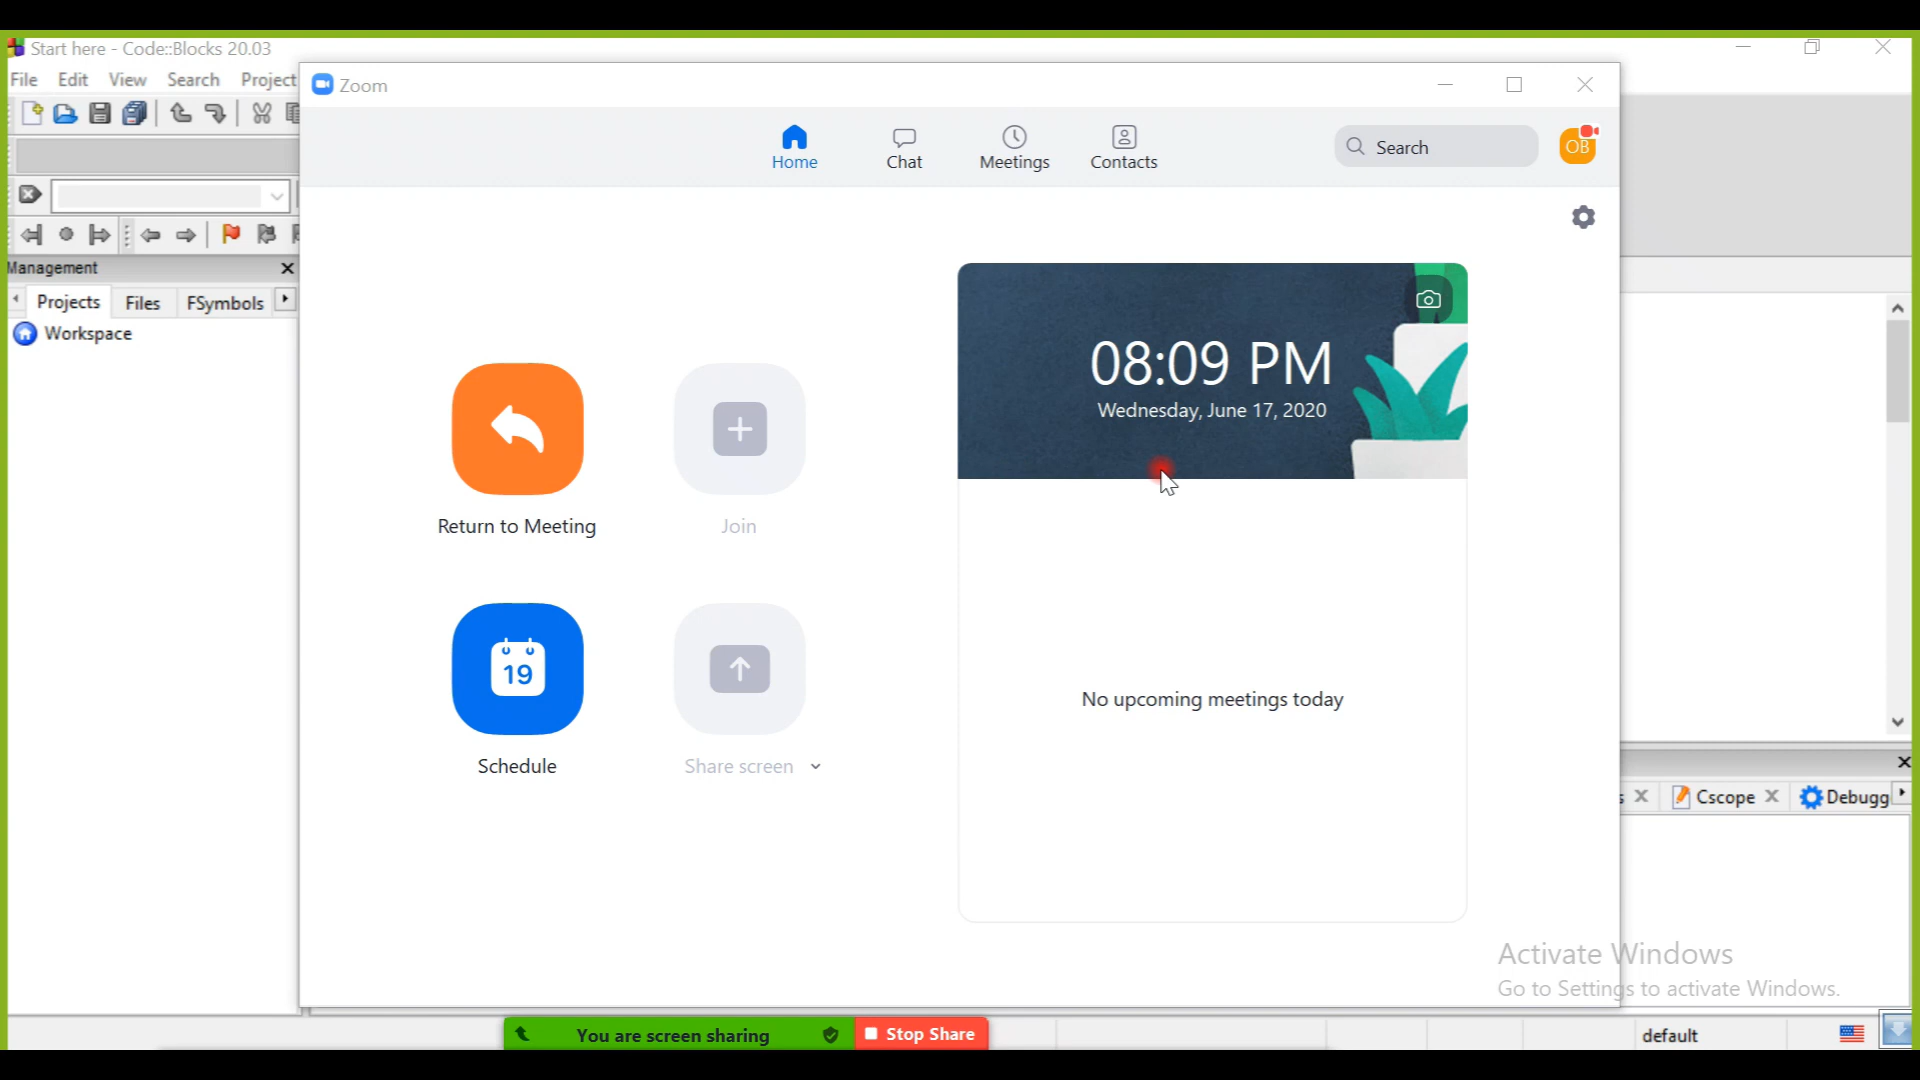 Start here - Code::Blocks 20.03
File Edit View Search Project
Zoom
Home Chat Meetings Contacts
Search
OB
Management
Projects Files FSymbols
Workspace
08:09 PM
Wednesday, June 17, 2020
Return to Meeting
Join
19
Schedule
Share screen
No upcoming meetings today
Cscope
Debugg
Activate Windows
Go to Settings to activate Windows.
You are screen sharing
Stop Share
default